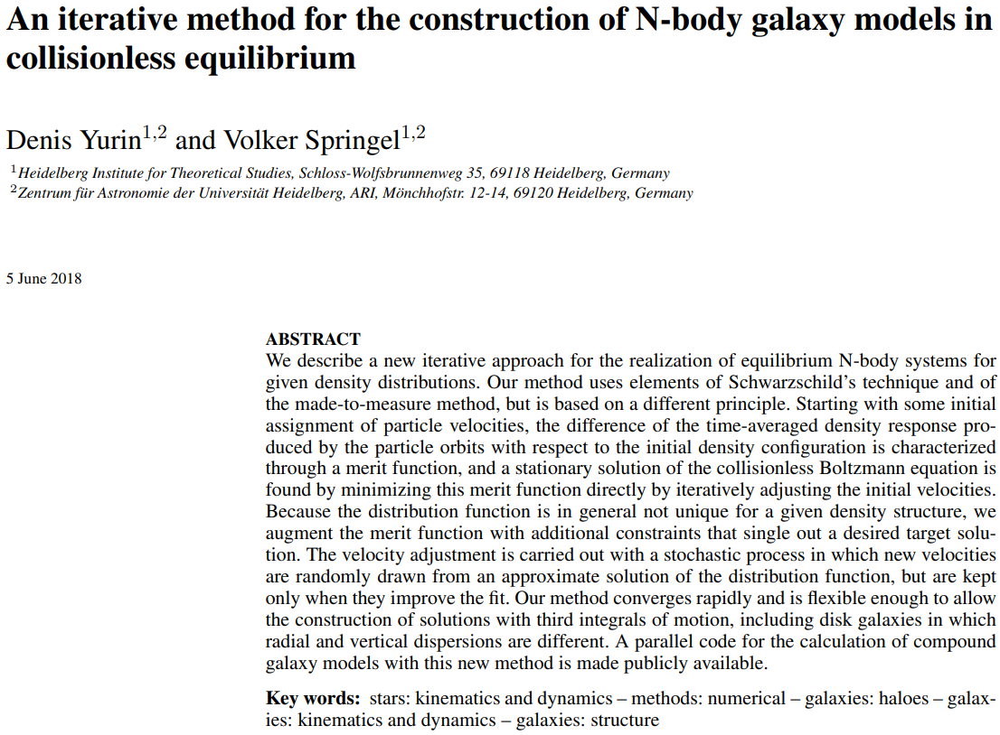 An iterative method for the construction of N-body galaxy models in
collisionless equilibrium
Denis Yurin1,2 and Volker Springel1,2
1Heidelberg Institute for Theoretical Studies, Schloss-Wolfsbrunnenweg 35, 69118 Heidelberg, Germany
2Zentrum für Astronomie der Universität Heidelberg, ARI, Mönchhofstr. 12-14, 69120 Heidelberg, Germany
5 June 2018
ABSTRACT
We describe a new iterative approach for the realization of equilibrium N-body systems for
given density distributions. Our method uses elements of Schwarzschild's technique and of
the made-to-measure method, but is based on a different principle. Starting with some initial
assignment of particle velocities, the difference of the time-averaged density response pro-
duced by the particle orbits with respect to the initial density configuration is characterized
through a merit function, and a stationary solution of the collisionless Boltzmann equation is
found by minimizing this merit function directly by iteratively adjusting the initial velocities.
Because the distribution function is in general not unique for a given density structure, we
augment the merit function with additional constraints that single out a desired target solu-
tion. The velocity adjustment is carried out with a stochastic process in which new velocities
are randomly drawn from an approximate solution of the distribution function, but are kept
only when they improve the fit. Our method converges rapidly and is flexible enough to allow
the construction of solutions with third integrals of motion, including disk galaxies in which
radial and vertical dispersions are different. A parallel code for the calculation of compound
galaxy models with this new method is made publicly available.
Key words: stars: kinematics and dynamics – methods: numerical – galaxies: haloes – galax-
ies: kinematics and dynamics – galaxies: structure